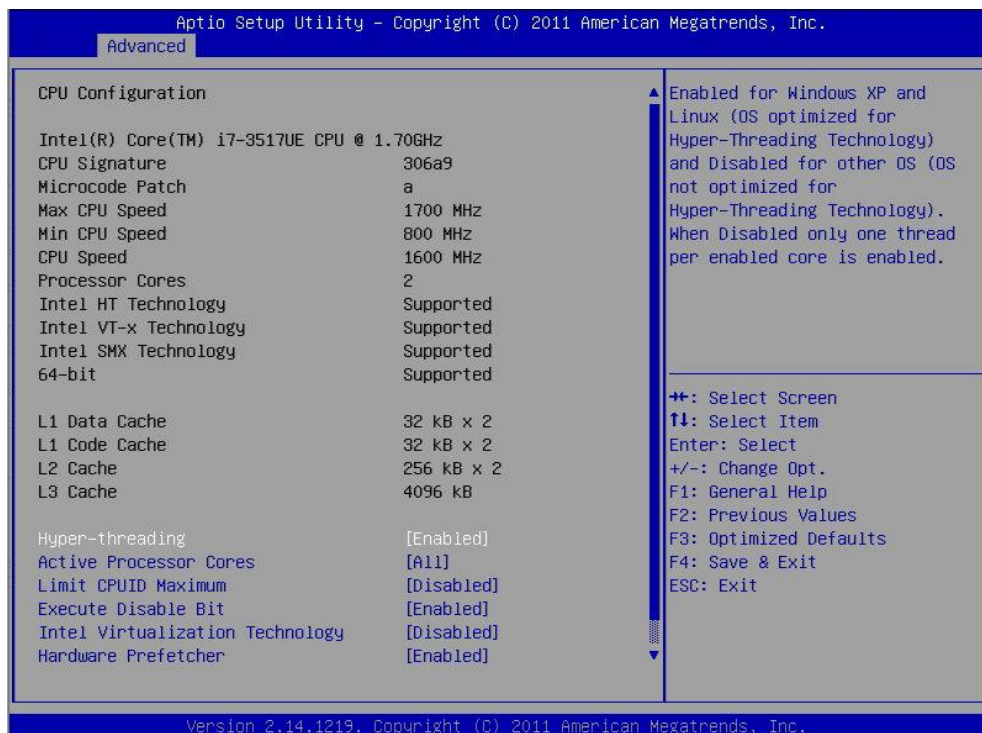 Aptio Setup Utility - Copyright (C) 2011 American Megatrends, Inc.
Advanced
CPU Configuration
Intel(R) Core(TM) i7-3517UE CPU @ 1.70GHz
CPU Signature 306a9
Microcode Patch a
Max CPU Speed 1700 MHz
Min CPU Speed 800 MHz
CPU Speed 1600 MHz
Processor Cores 2
Intel HT Technology Supported
Intel VT-x Technology Supported
Intel SMX Technology Supported
64-bit Supported
L1 Data Cache 32 kB x 2
L1 Code Cache 32 kB x 2
L2 Cache 256 kB x 2
L3 Cache 4096 kB
Hyper-threading [Enabled]
Active Processor Cores [All]
Limit CPUID Maximum [Disabled]
Execute Disable Bit [Enabled]
Intel Virtualization Technology [Disabled]
Hardware Prefetcher [Enabled]
Enabled for Windows XP and
Linux (OS optimized for
Hyper-Threading Technology)
and Disabled for other OS (OS
not optimized for
Hyper-Threading Technology).
When Disabled only one thread
per enabled core is enabled.
→←: Select Screen
↑↓: Select Item
Enter: Select
+/-: Change Opt.
F1: General Help
F2: Previous Values
F3: Optimized Defaults
F4: Save & Exit
ESC: Exit
Version 2.14.1219. Copyright (C) 2011 American Megatrends, Inc.